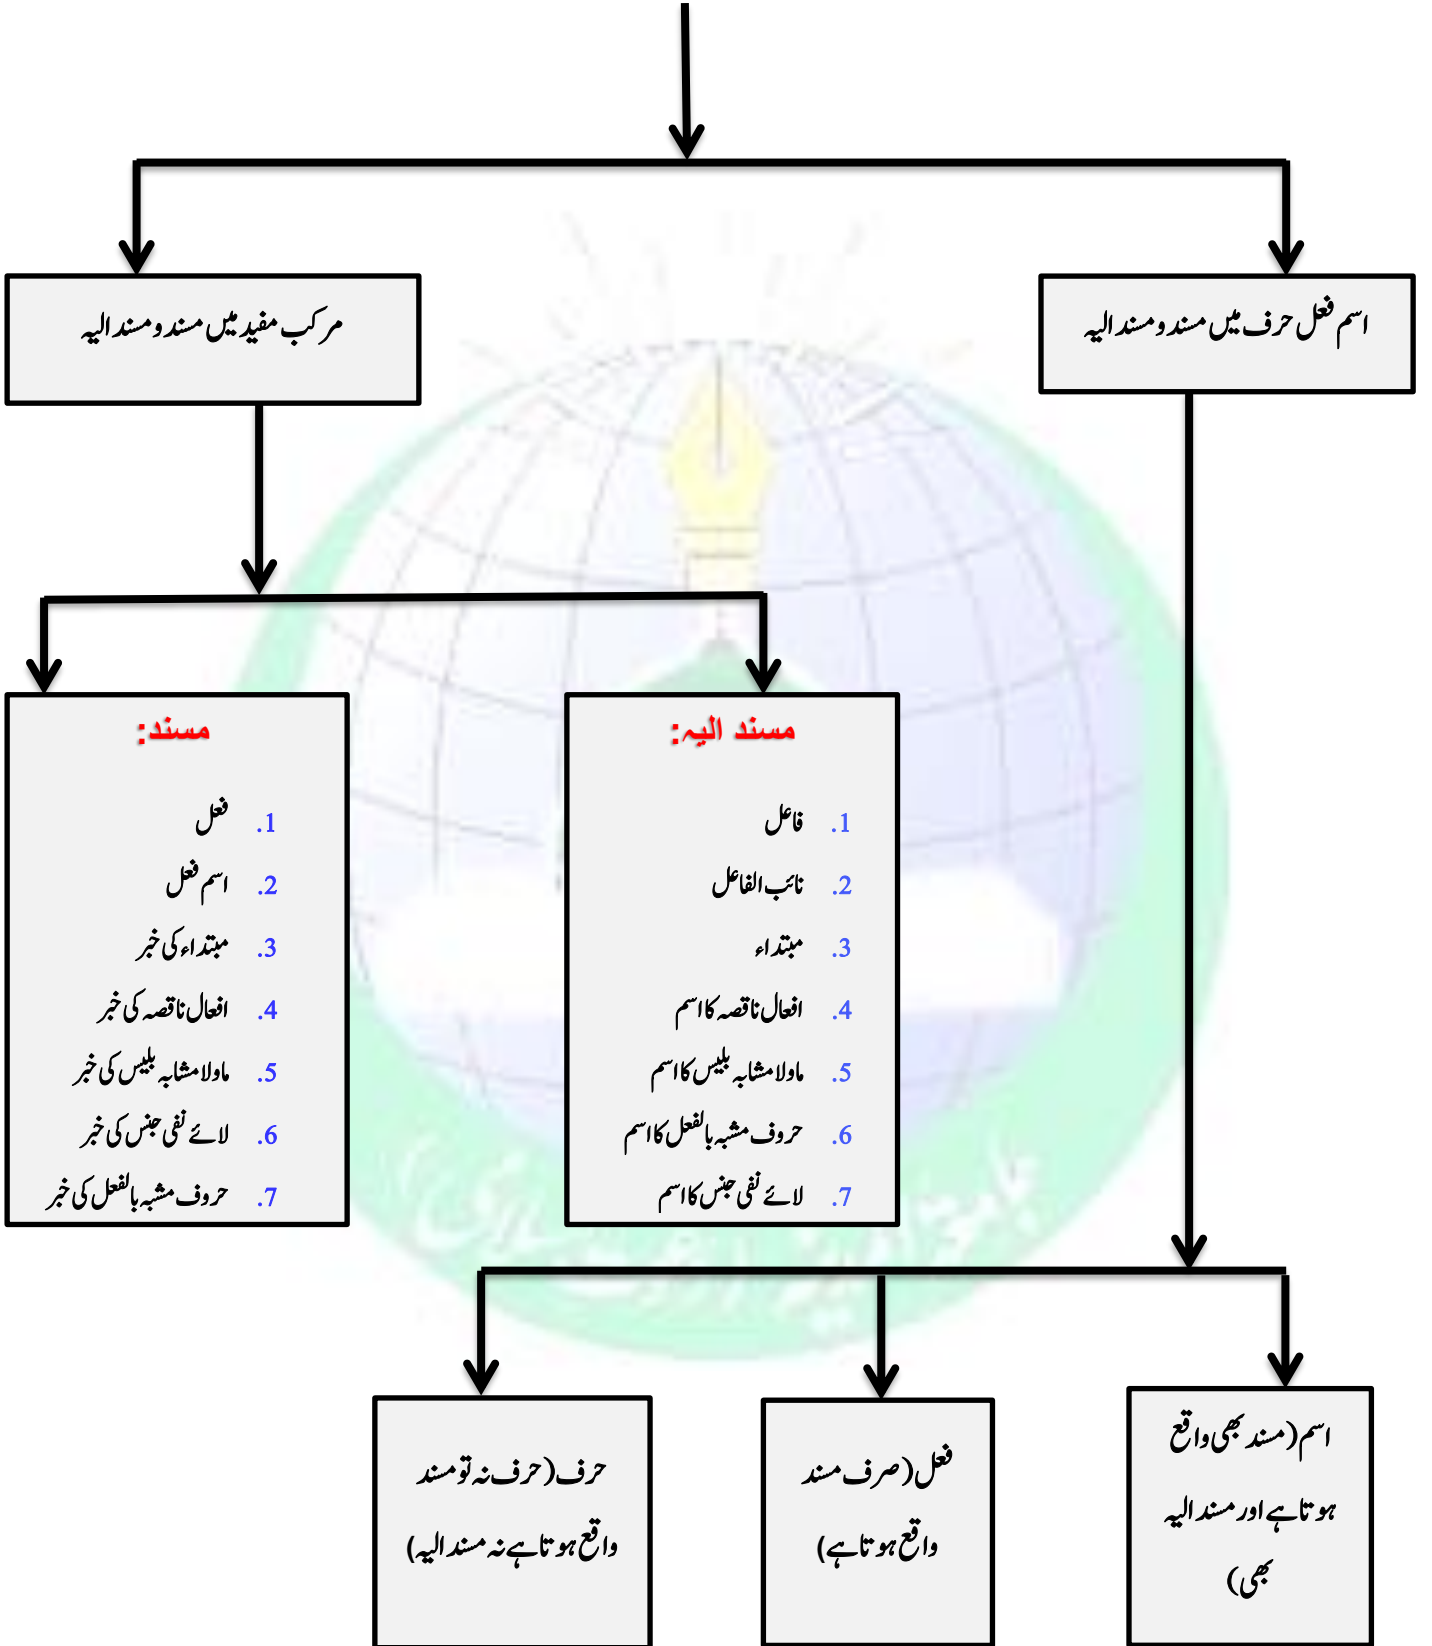 اسم فعل حرف میں مسند و مسند الیہ
مرکب مفید میں مسند و مسند الیہ
مسند الیہ:
1. فاعل
2. نائب الفاعل
3. مبتداء
4. افعال ناقصہ کا اسم
5. ماولا مشابہ بلیس کا اسم
6. حروف مشبہ بالفعل کا اسم
7. لائے نفی جنس کا اسم
مسند:
1. فعل
2. اسم فعل
3. مبتداء کی خبر
4. افعال ناقصہ کی خبر
5. ماولا مشابہ بلیس کی خبر
6. لائے نفی جنس کی خبر
7. حروف مشبہ بالفعل کی خبر
اسم (مسند بھی واقع
ہوتا ہے اور مسند الیہ
بھی)
فعل (صرف مسند
واقع ہوتا ہے)
حرف (حرف نہ تو مسند
واقع ہوتا ہے نہ مسند الیہ)